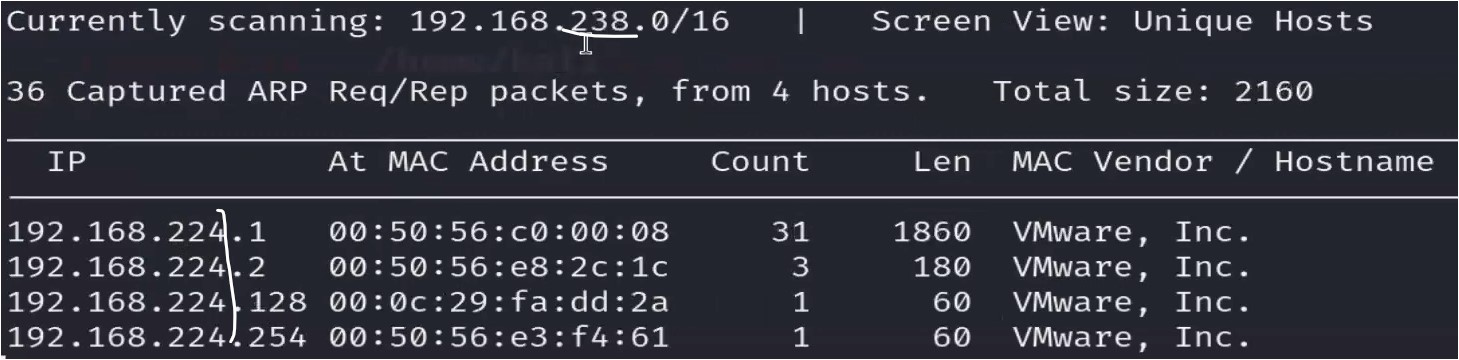 Currently scanning: 192.168.238.0/16   |   Screen View: Unique Hosts
36 Captured ARP Req/Rep packets, from 4 hosts.   Total size: 2160
IP            At MAC Address     Count     Len  MAC Vendor / Hostname
192.168.224.1   00:50:56:c0:00:08     31    1860  VMware, Inc.
192.168.224.2   00:50:56:e8:2c:1c      3     180  VMware, Inc.
192.168.224.128 00:0c:29:fa:dd:2a      1      60  VMware, Inc.
192.168.224.254 00:50:56:e3:f4:61      1      60  VMware, Inc.